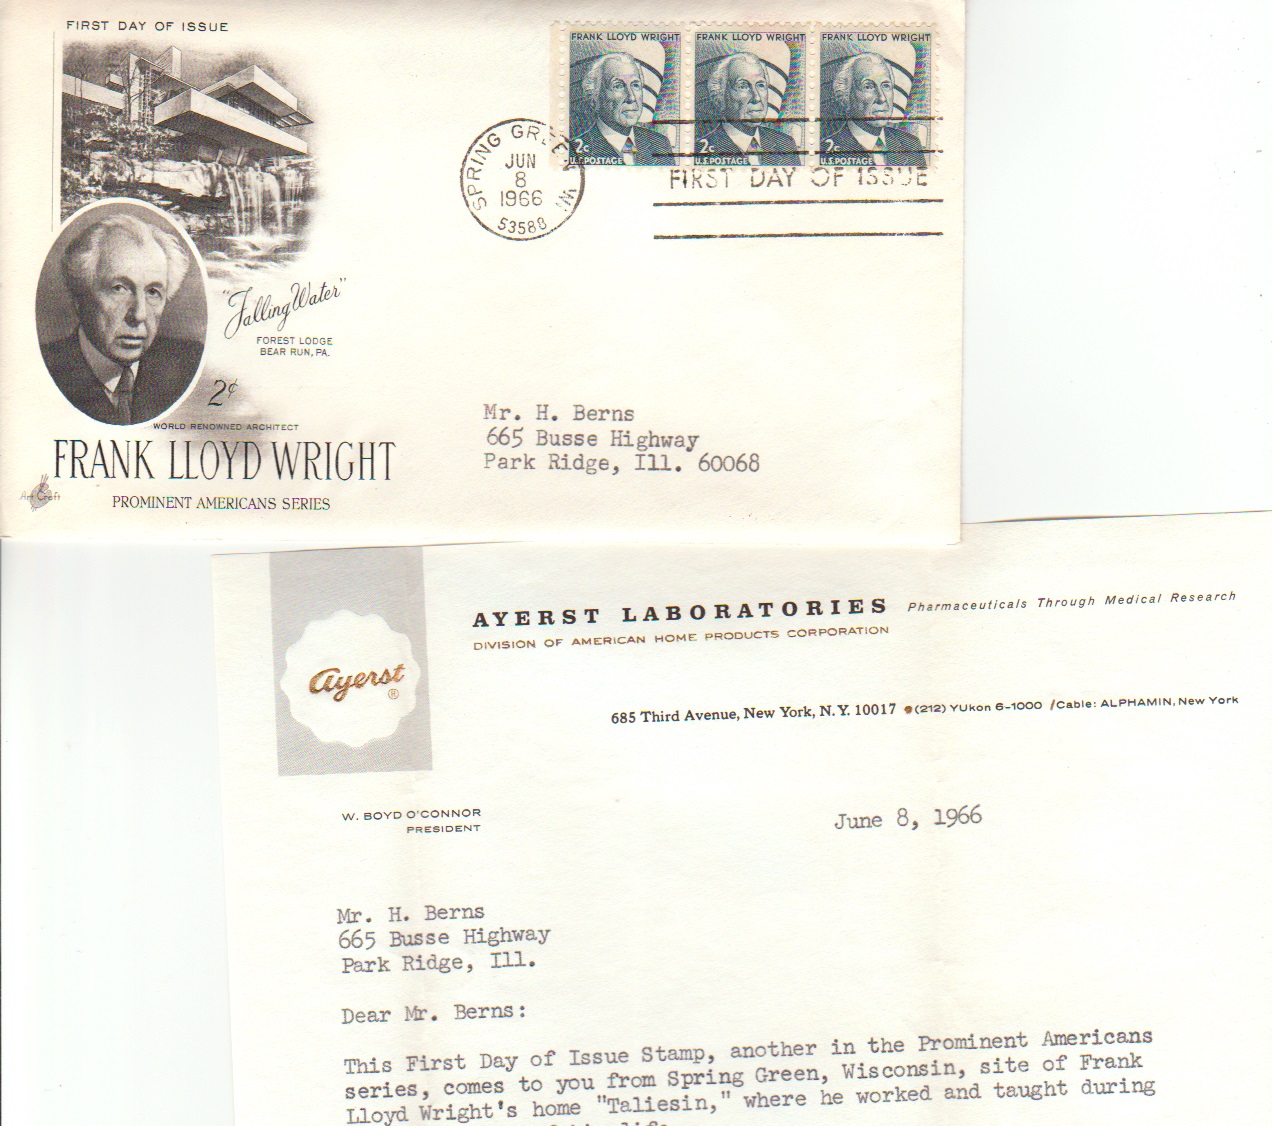 FIRST DAY OF ISSUE
FRANK LLOYD WRIGHT
2c
U.S. POSTAGE
FRANK LLOYD WRIGHT
2c
U.S. POSTAGE
FRANK LLOYD WRIGHT
2c
U.S. POSTAGE
SPRING GREEN WI.
JUN
8
1966
53588
FIRST DAY OF ISSUE
"Falling Water"
FOREST LODGE
BEAR RUN, PA.
2¢
WORLD RENOWNED ARCHITECT
FRANK LLOYD WRIGHT
PROMINENT AMERICANS SERIES
Art Craft
Mr. H. Berns
665 Busse Highway
Park Ridge, Ill. 60068
Ayerst
®
AYERST LABORATORIES Pharmaceuticals Through Medical Research
DIVISION OF AMERICAN HOME PRODUCTS CORPORATION
685 Third Avenue, New York, N.Y. 10017 • (212) YUkon 6-1000 / Cable: ALPHAMIN, New York
W. BOYD O'CONNOR
PRESIDENT
June 8, 1966
Mr. H. Berns
665 Busse Highway
Park Ridge, Ill.
Dear Mr. Berns:
This First Day of Issue Stamp, another in the Prominent Americans
series, comes to you from Spring Green, Wisconsin, site of Frank
Lloyd Wright's home "Taliesin," where he worked and taught during